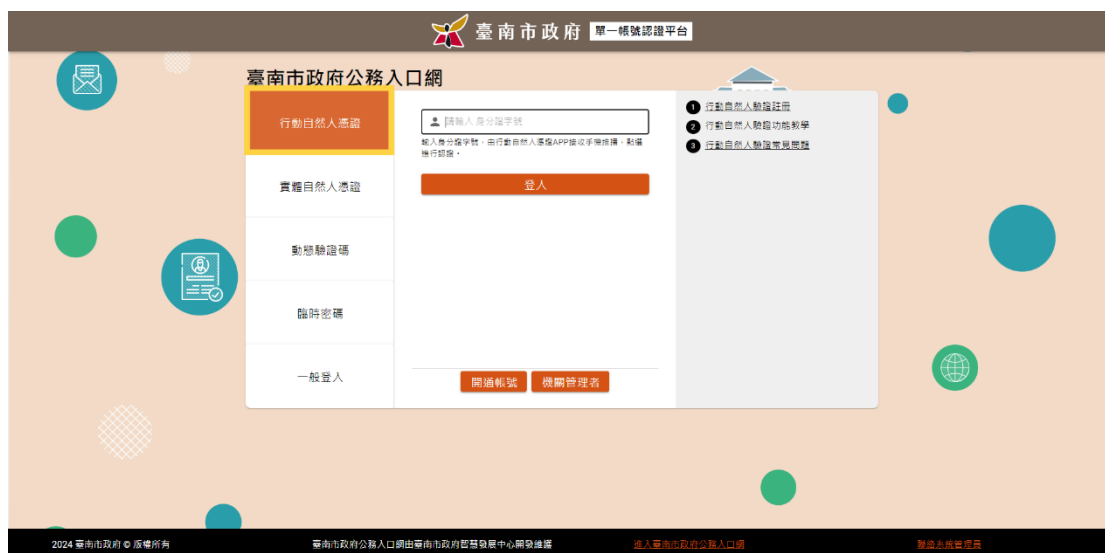 臺南市政府 單一帳號認證平台
臺南市政府公務入口網
行動自然人憑證
實體自然人憑證
動態驗證碼
臨時密碼
一般登入
請輸入 身分證字號
輸入身分證字號，由行動自然人憑證APP接收手機推播，點選
進行認證。
登入
開通帳號 機關管理者
1 行動自然人驗證註冊
2 行動自然人驗證功能教學
3 行動自然人驗證常見問題
2024 臺南市政府 © 版權所有 臺南市政府公務入口網由臺南市政府智慧發展中心開發維護 進入臺南市政府公務入口網 聯絡系統管理員